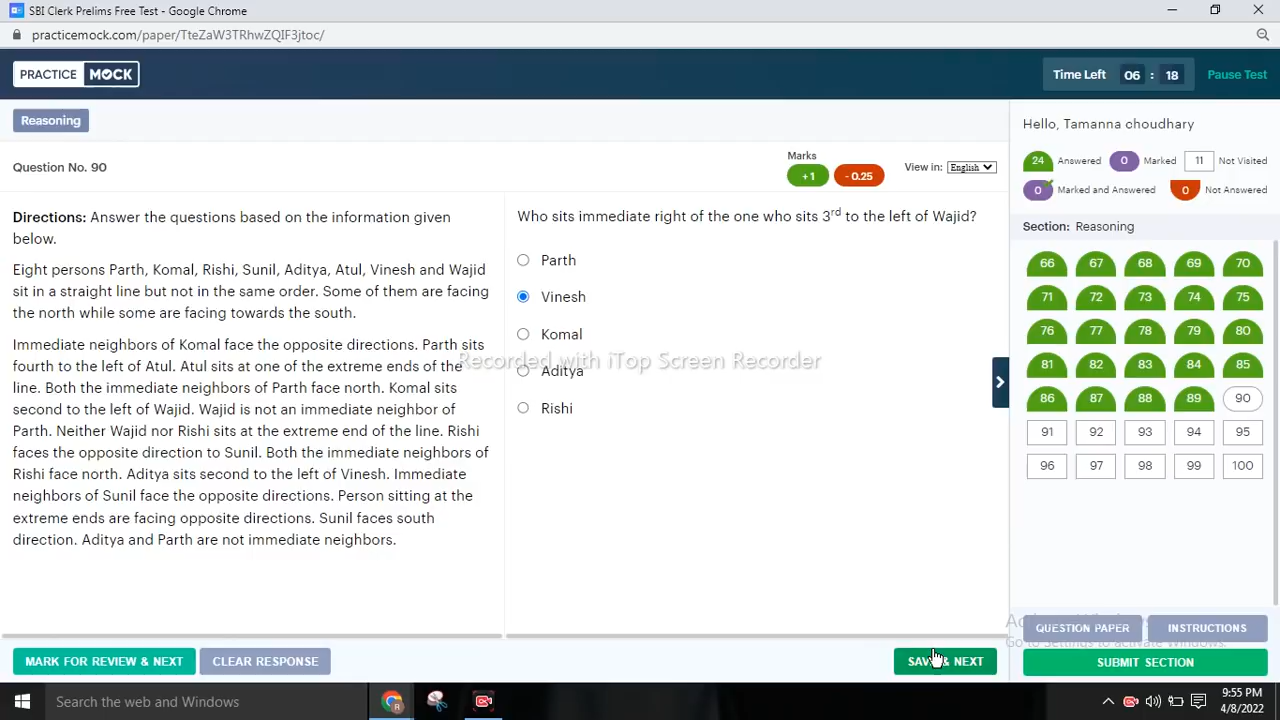 SBI Clerk Prelims Free Test - Google Chrome
practicemock.com/paper/TteZaW3TRhwZQIF3jtoc/
PRACTICE MOCK
Time Left 06 : 18 Pause Test
Reasoning
Hello, Tamanna choudhary
Question No. 90
Marks
+ 1 - 0.25
View in: English
24 Answered 0 Marked 11 Not Visited
0 Marked and Answered 0 Not Answered
Section: Reasoning
Directions: Answer the questions based on the information given
below.
Eight persons Parth, Komal, Rishi, Sunil, Aditya, Atul, Vinesh and Wajid
sit in a straight line but not in the same order. Some of them are facing
the north while some are facing towards the south.
Immediate neighbors of Komal face the opposite directions. Parth sits
fourth to the left of Atul. Atul sits at one of the extreme ends of the
line. Both the immediate neighbors of Parth face north. Komal sits
second to the left of Wajid. Wajid is not an immediate neighbor of
Parth. Neither Wajid nor Rishi sits at the extreme end of the line. Rishi
faces the opposite direction to Sunil. Both the immediate neighbors of
Rishi face north. Aditya sits second to the left of Vinesh. Immediate
neighbors of Sunil face the opposite directions. Person sitting at the
extreme ends are facing opposite directions. Sunil faces south
direction. Aditya and Parth are not immediate neighbors.
Who sits immediate right of the one who sits 3rd to the left of Wajid?
Parth
Vinesh
Komal
Aditya
Rishi
Recorded with iTop Screen Recorder
66 67 68 69 70
71 72 73 74 75
76 77 78 79 80
81 82 83 84 85
86 87 88 89 90
91 92 93 94 95
96 97 98 99 100
QUESTION PAPER INSTRUCTIONS
Go to Settings to activate Windows.
MARK FOR REVIEW & NEXT CLEAR RESPONSE SAVE & NEXT SUBMIT SECTION
Search the web and Windows
9:55 PM
4/8/2022